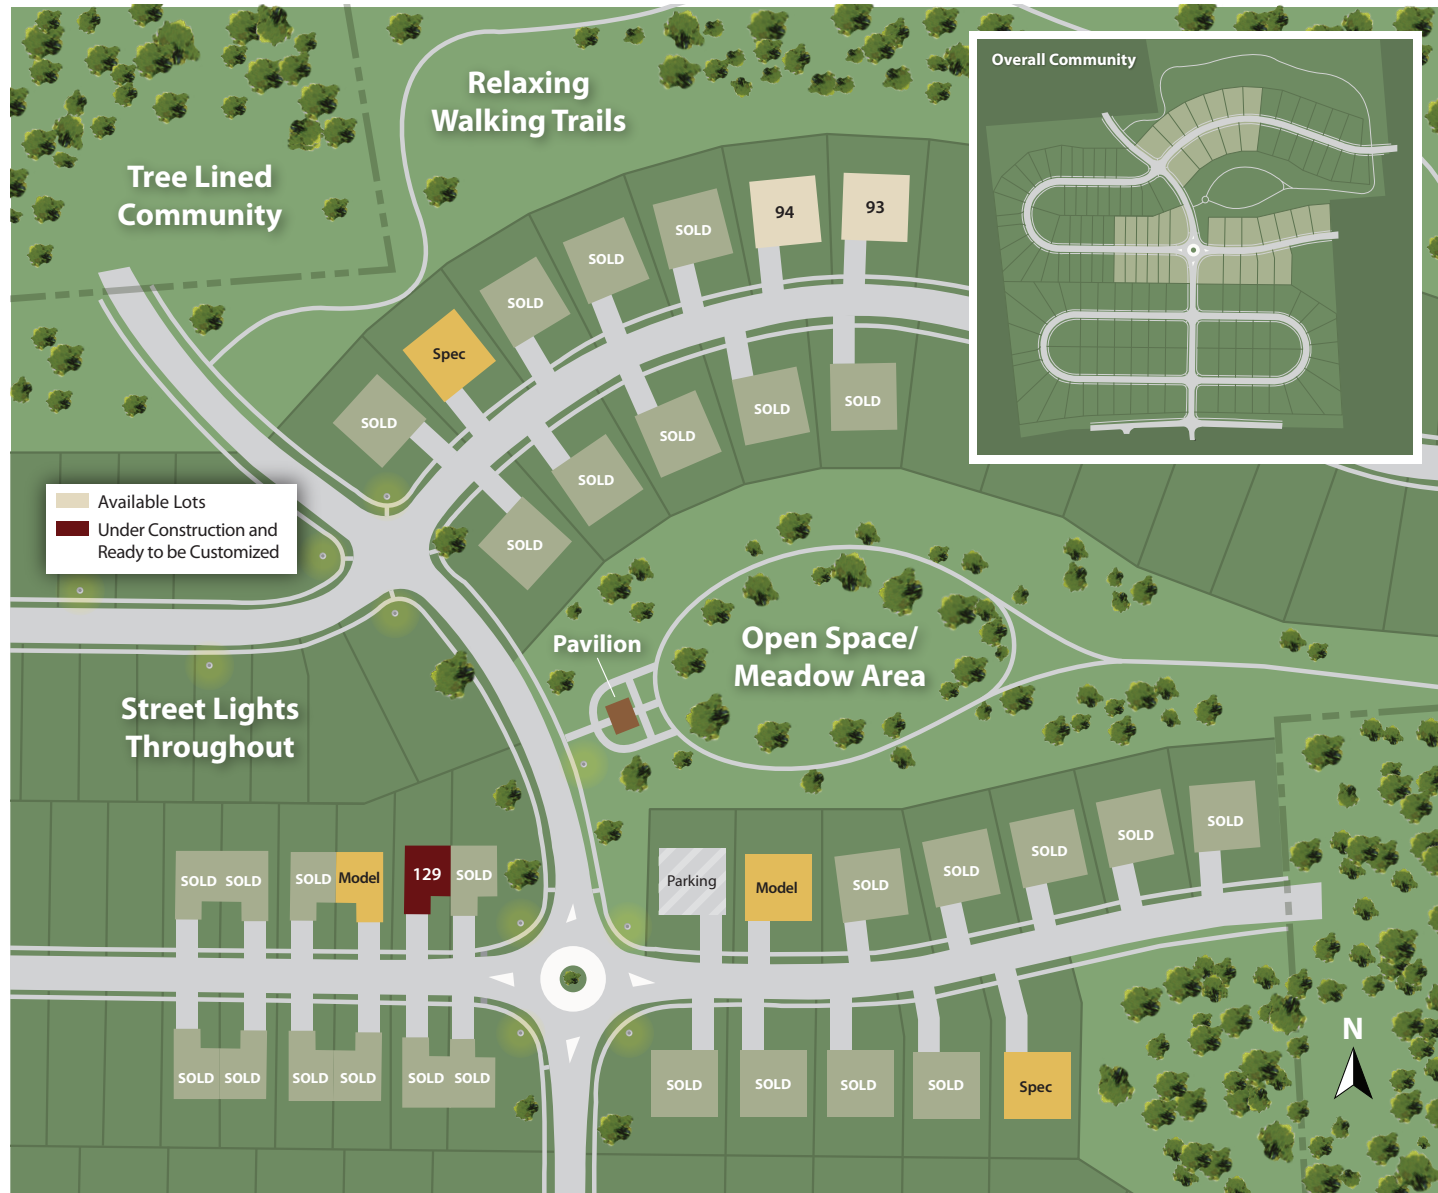 Overall Community
Relaxing
Walking Trails
Tree Lined
Community
94
93
SOLD
SOLD
SOLD
Spec
SOLD
SOLD
SOLD
SOLD
SOLD
SOLD
Available Lots
Under Construction and
Ready to be Customized
SOLD
Pavilion
Open Space/
Meadow Area
Street Lights
Throughout
SOLD
SOLD
SOLD
SOLD
SOLD
SOLD SOLD
SOLD
Model
129
SOLD
Parking
Model
N
SOLD SOLD
SOLD SOLD
SOLD SOLD
SOLD
SOLD
SOLD
SOLD
Spec